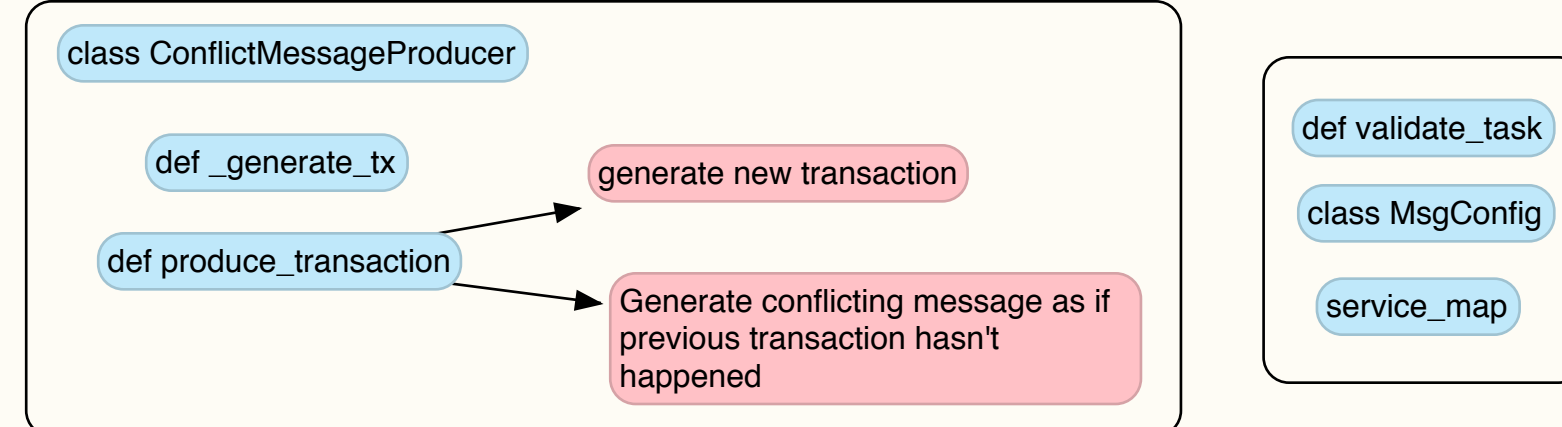 class ConflictMessageProducer
def _generate_tx
generate new transaction
def produce_transaction
Generate conflicting message as if
previous transaction hasn't
happened
def validate_task
class MsgConfig
service_map